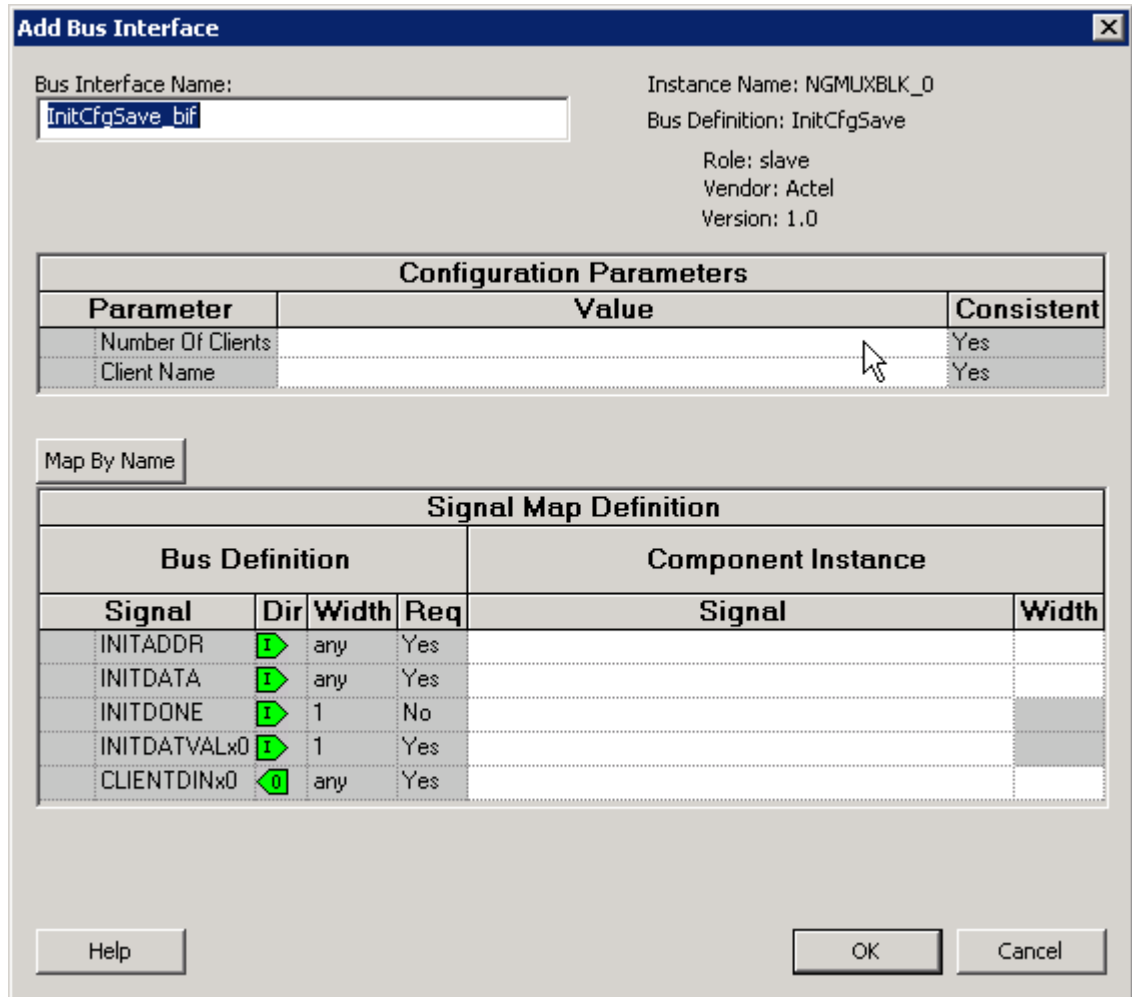 Add Bus Interface
Bus Interface Name:
InitCfgSave_bif
Instance Name: NGMUXBLK_0
Bus Definition: InitCfgSave
Role: slave
Vendor: Actel
Version: 1.0
Configuration Parameters
Parameter Value Consistent
Number Of Clients Yes
Client Name Yes
Map By Name
Signal Map Definition
Bus Definition Component Instance
Signal Dir Width Req Signal Width
INITADDR I any Yes
INITDATA I any Yes
INITDONE I 1 No
INITDATVALx0 I 1 Yes
CLIENTDINx0 O any Yes
Help OK Cancel